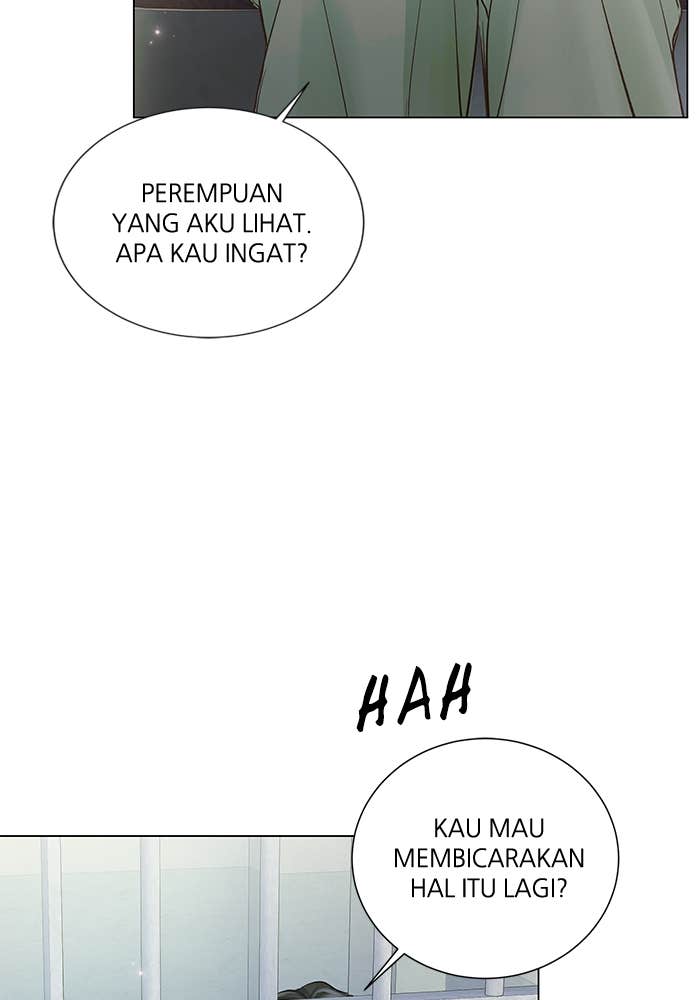 PEREMPUAN
YANG AKU LIHAT.
APA KAU INGAT?
HAH
KAU MAU
MEMBICARAKAN
HAL ITU LAGI?